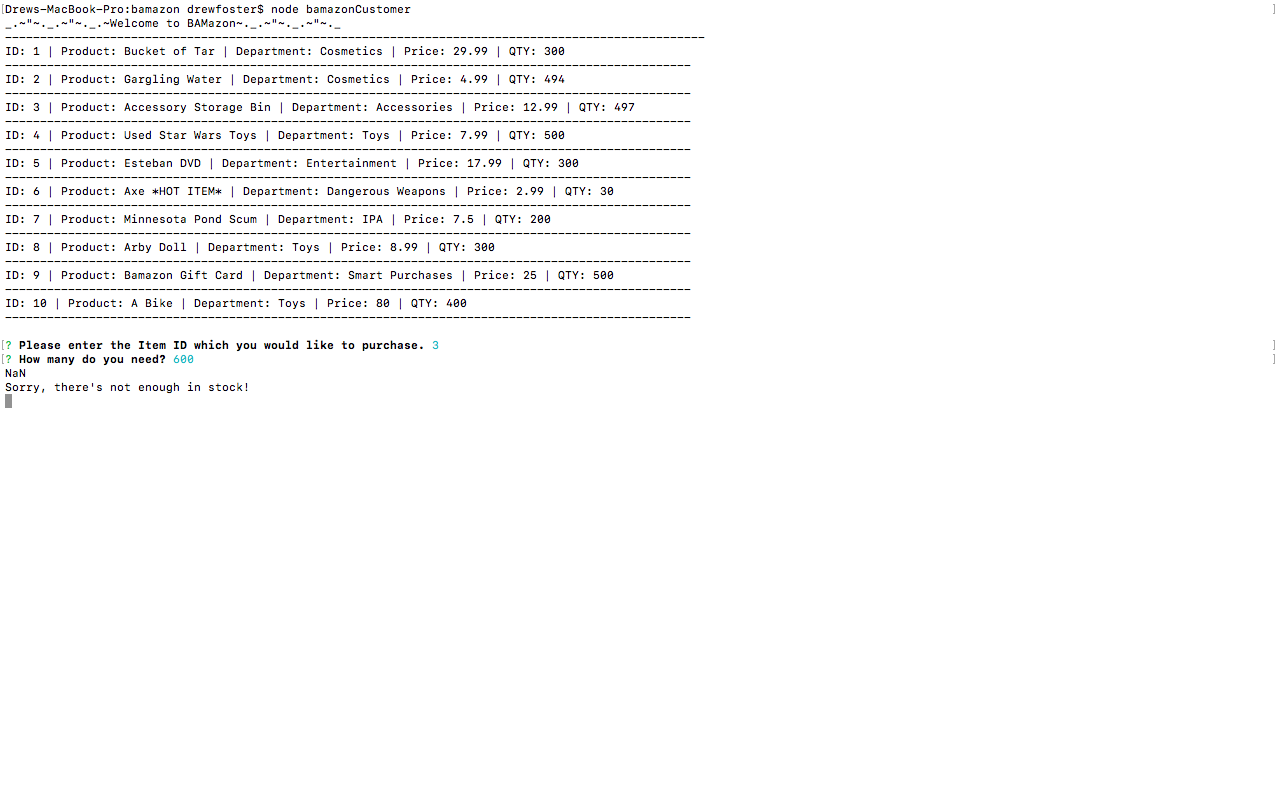 [Drews-MacBook-Pro:bamazon drewfoster$ node bamazonCustomer ]
_.~"~._.~"~._.~Welcome to BAMazon~._.~"~._.~"~._
----------------------------------------------------------------------------------------------------
ID: 1 | Product: Bucket of Tar | Department: Cosmetics | Price: 29.99 | QTY: 300
--------------------------------------------------------------------------------------------------
ID: 2 | Product: Gargling Water | Department: Cosmetics | Price: 4.99 | QTY: 494
--------------------------------------------------------------------------------------------------
ID: 3 | Product: Accessory Storage Bin | Department: Accessories | Price: 12.99 | QTY: 497
--------------------------------------------------------------------------------------------------
ID: 4 | Product: Used Star Wars Toys | Department: Toys | Price: 7.99 | QTY: 500
--------------------------------------------------------------------------------------------------
ID: 5 | Product: Esteban DVD | Department: Entertainment | Price: 17.99 | QTY: 300
--------------------------------------------------------------------------------------------------
ID: 6 | Product: Axe *HOT ITEM* | Department: Dangerous Weapons | Price: 2.99 | QTY: 30
--------------------------------------------------------------------------------------------------
ID: 7 | Product: Minnesota Pond Scum | Department: IPA | Price: 7.5 | QTY: 200
--------------------------------------------------------------------------------------------------
ID: 8 | Product: Arby Doll | Department: Toys | Price: 8.99 | QTY: 300
--------------------------------------------------------------------------------------------------
ID: 9 | Product: Bamazon Gift Card | Department: Smart Purchases | Price: 25 | QTY: 500
--------------------------------------------------------------------------------------------------
ID: 10 | Product: A Bike | Department: Toys | Price: 80 | QTY: 400
--------------------------------------------------------------------------------------------------
[? Please enter the Item ID which you would like to purchase. 3 ]
[? How many do you need? 600 ]
NaN
Sorry, there's not enough in stock!